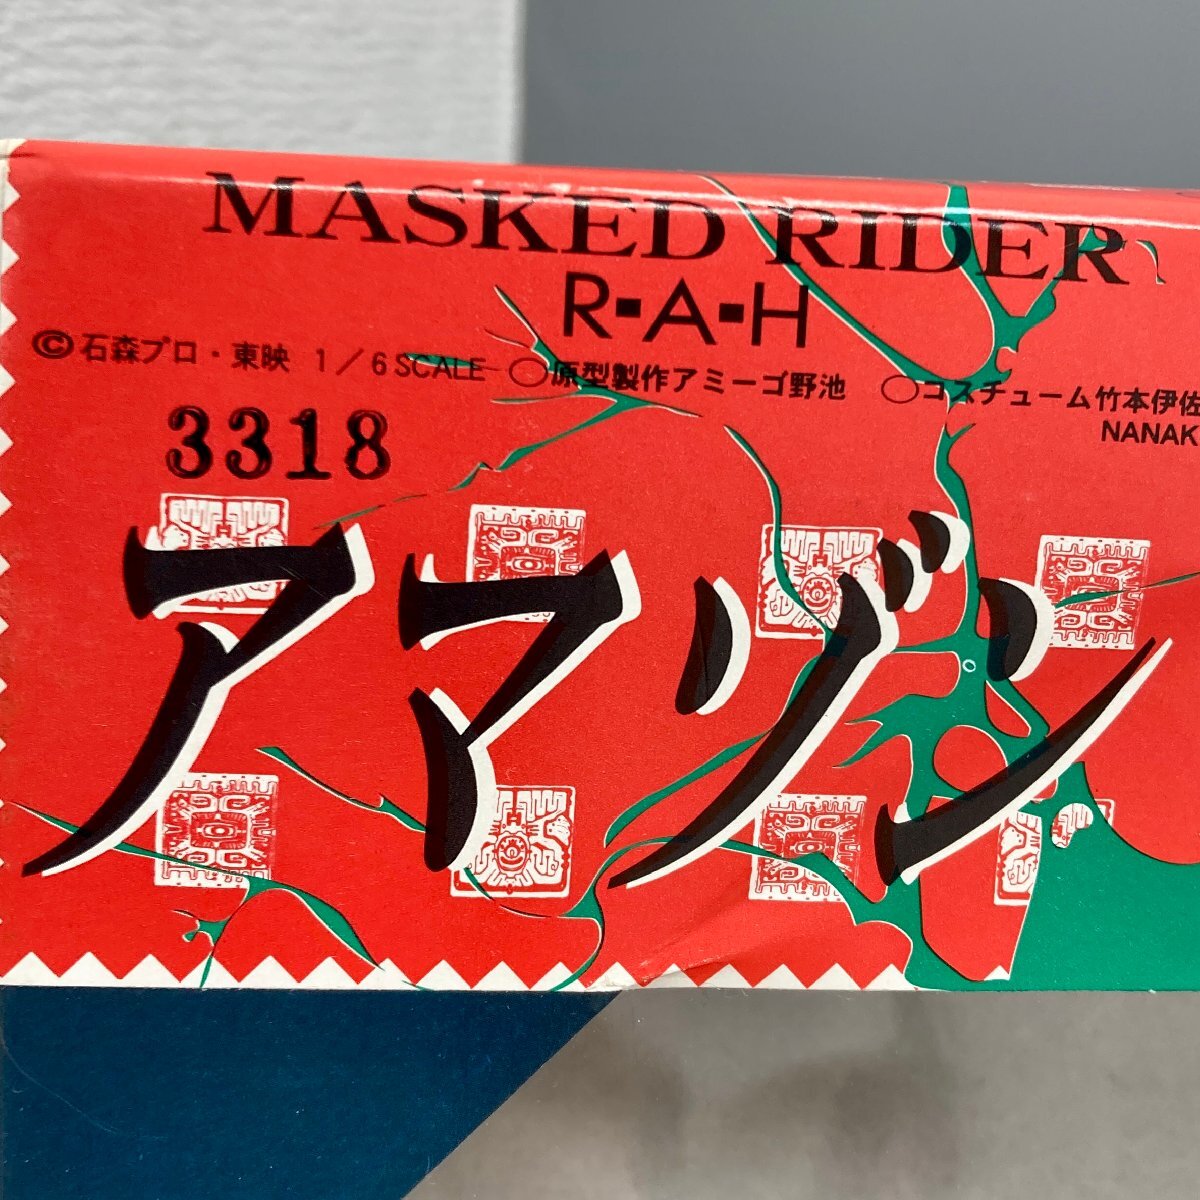 MASKED RIDER
R▪A▪H
©石森プロ・東映 1/6 SCALE ○原型製作アミーゴ野池 ○コスチューム竹本伊佐
NANAK
3318
アマゾン